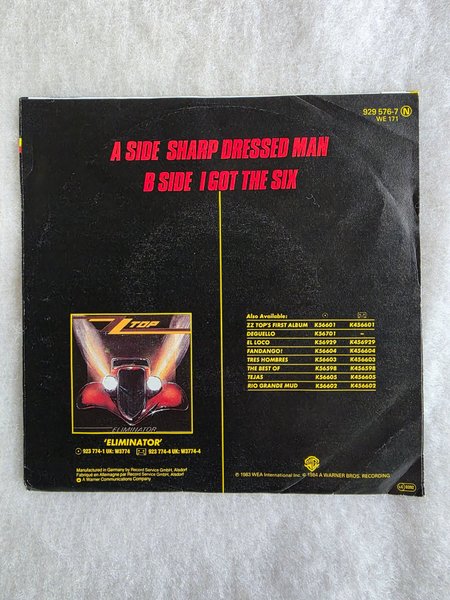 929 576-7 N
WE 171
A SIDE SHARP DRESSED MAN
B SIDE I GOT THE SIX
ZZ TOP
ELIMINATOR
'ELIMINATOR'
923 774-1 UK: W3774 923 774-4 UK: W3774-4
Manufactured in Germany by Record Service GmbH, Alsdorf
Fabriqué en Allemagne par Record Service GmbH, Alsdorf
A Warner Communications Company
Also Available:
ZZ TOP'S FIRST ALBUM K56601 K456601
DEGUELLO K56701 –
EL LOCO K56929 K456929
FANDANGO! K56604 K456604
TRES HOMBRES K56603 K456603
THE BEST OF K56598 K456598
TEJAS K56605 K456605
RIO GRANDE MUD K56602 K456602
℗ 1983 WEA International Inc. © 1984 A WARNER BROS. RECORDING